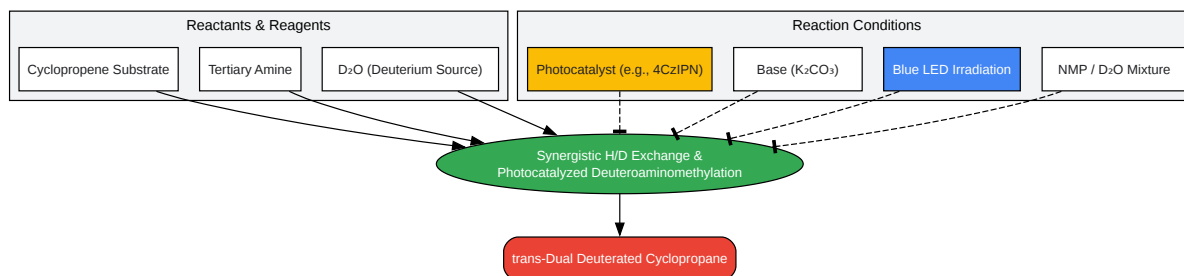 Reactants & Reagents
Reaction Conditions
Cyclopropene Substrate
Tertiary Amine
D₂O (Deuterium Source)
Photocatalyst (e.g., 4CzIPN)
Base (K₂CO₃)
Blue LED Irradiation
NMP / D₂O Mixture
Synergistic H/D Exchange &
Photocatalyzed Deuteroaminomethylation
trans-Dual Deuterated Cyclopropane